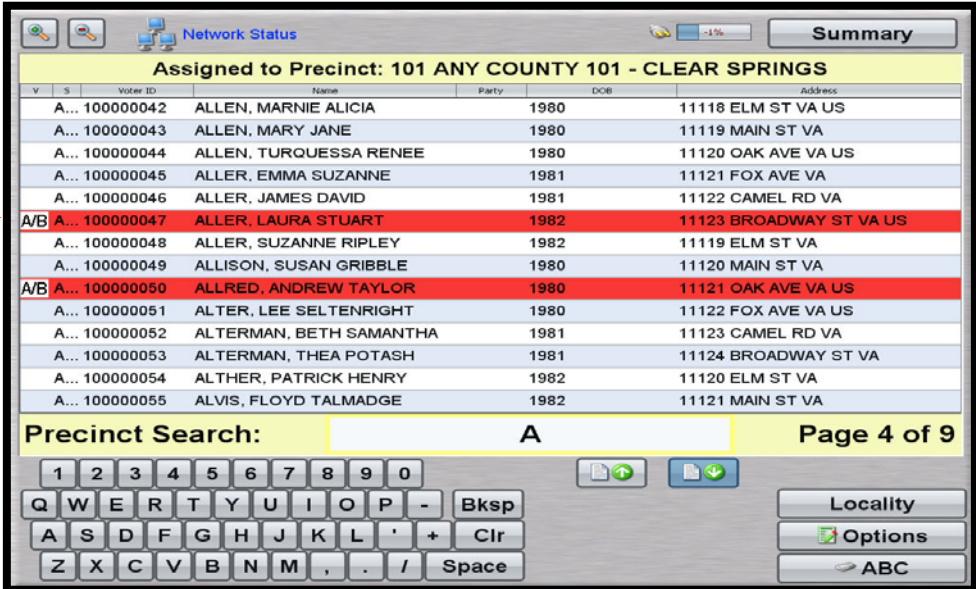 Network Status -1% Summary
Assigned to Precinct: 101 ANY COUNTY 101 - CLEAR SPRINGS
V S Voter ID Name Party DOB Address
A... 100000042 ALLEN, MARNIE ALICIA 1980 11118 ELM ST VA US
A... 100000043 ALLEN, MARY JANE 1980 11119 MAIN ST VA
A... 100000044 ALLEN, TURQUESSA RENEE 1980 11120 OAK AVE VA US
A... 100000045 ALLER, EMMA SUZANNE 1981 11121 FOX AVE VA
A... 100000046 ALLER, JAMES DAVID 1981 11122 CAMEL RD VA
A/B A... 100000047 ALLER, LAURA STUART 1982 11123 BROADWAY ST VA US
A... 100000048 ALLER, SUZANNE RIPLEY 1982 11119 ELM ST VA
A... 100000049 ALLISON, SUSAN GRIBBLE 1980 11120 MAIN ST VA
A/B A... 100000050 ALLRED, ANDREW TAYLOR 1980 11121 OAK AVE VA US
A... 100000051 ALTER, LEE SELTENRIGHT 1980 11122 FOX AVE VA US
A... 100000052 ALTERMAN, BETH SAMANTHA 1981 11123 CAMEL RD VA
A... 100000053 ALTERMAN, THEA POTASH 1981 11124 BROADWAY ST VA
A... 100000054 ALTHER, PATRICK HENRY 1982 11120 ELM ST VA
A... 100000055 ALVIS, FLOYD TALMADGE 1982 11121 MAIN ST VA
Precinct Search: A Page 4 of 9
1 2 3 4 5 6 7 8 9 0
Q W E R T Y U I O P - Bksp Locality
A S D F G H J K L ' + Clr Options
Z X C V B N M , . / Space ABC